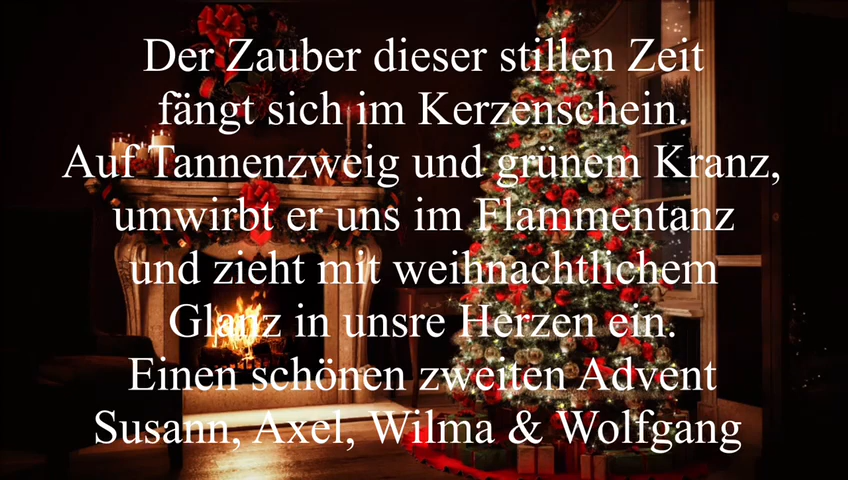 Der Zauber dieser stillen Zeit
fängt sich im Kerzenschein.
Auf Tannenzweig und grünem Kranz,
umwirbt er uns im Flammentanz
und zieht mit weihnachtlichem
Glanz in unsre Herzen ein.
Einen schönen zweiten Advent
Susann, Axel, Wilma & Wolfgang